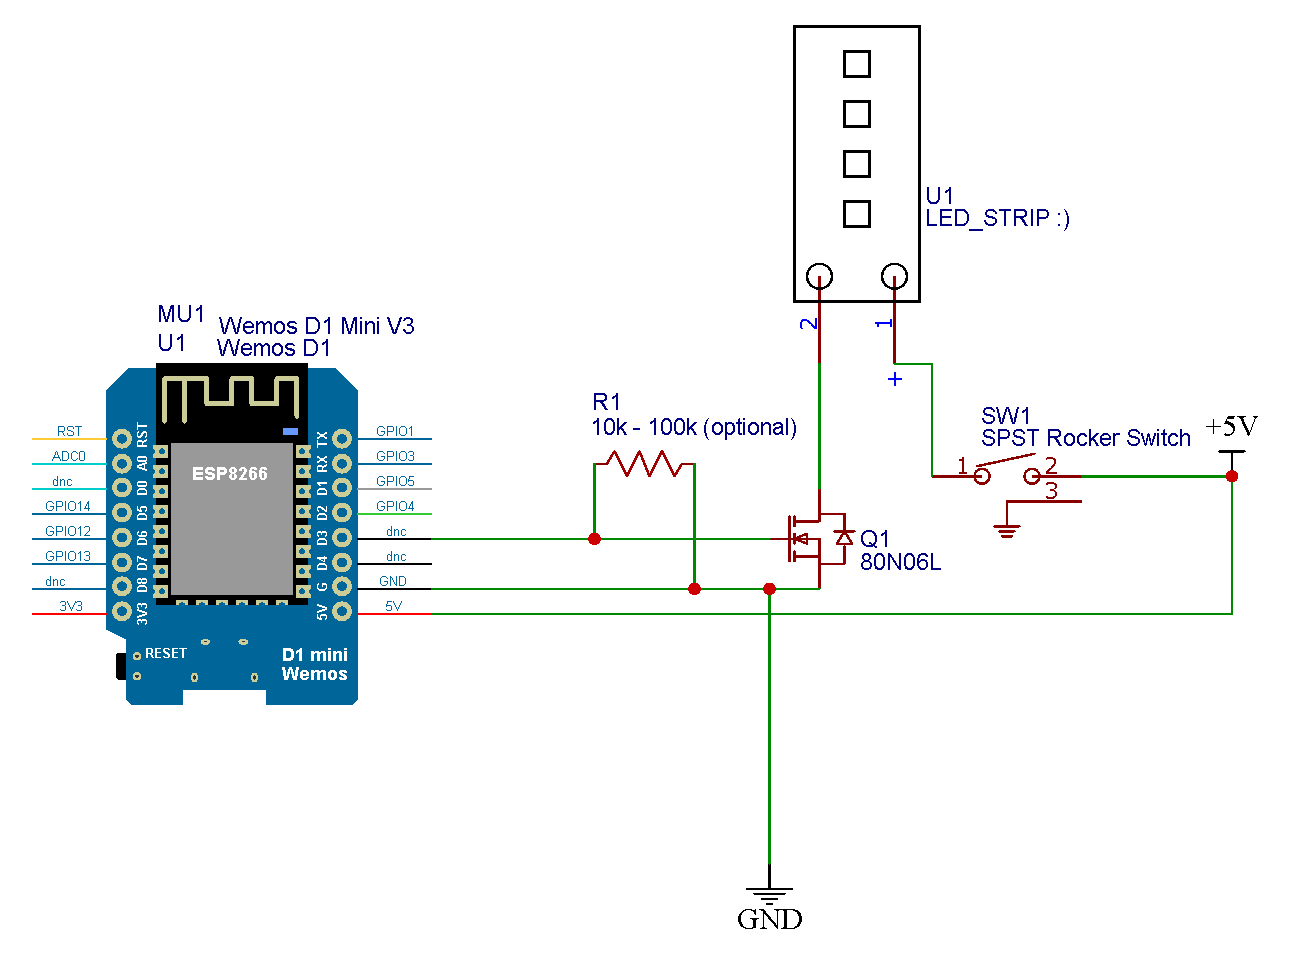 U1
LED_STRIP :)
2
1
+
MU1
U1
Wemos D1 Mini V3
Wemos D1
R1
10k - 100k (optional)
SW1
SPST Rocker Switch
+5V
1
2
3
RST
ADC0
dnc
GPIO14
GPIO12
GPIO13
dnc
3V3
RST
A0
D0
D5
D6
D7
D8
3V3
ESP8266
TX
RX
D1
D2
D3
D4
G
5V
GPIO1
GPIO3
GPIO5
GPIO4
dnc
dnc
GND
5V
Q1
80N06L
RESET
D1 mini
Wemos
GND